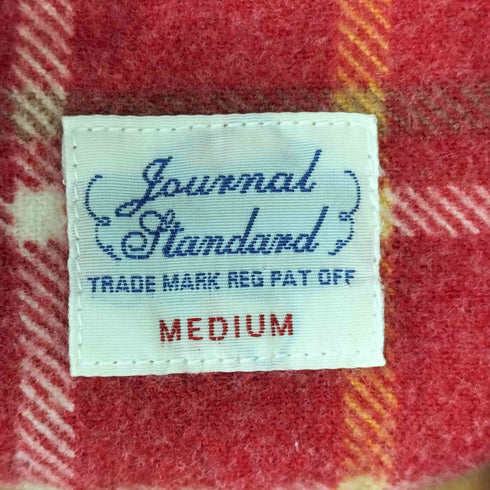 Journal
Standard
TRADE MARK REG PAT OFF
MEDIUM